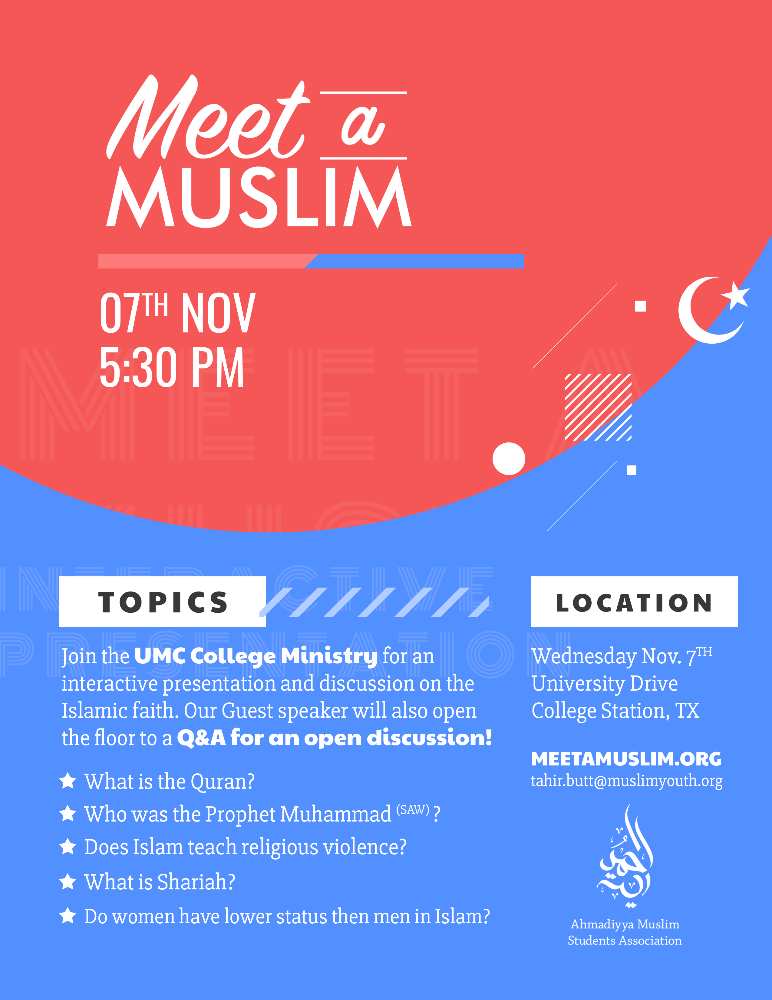 Meet a
MUSLIM
07TH NOV
5:30 PM
MEET A
INTERACTIVE
PRESENTATION
TOPICS
Join the UMC College Ministry for an
interactive presentation and discussion on the
Islamic faith. Our Guest speaker will also open
the floor to a Q&A for an open discussion!
What is the Quran?
Who was the Prophet Muhammad (SAW) ?
Does Islam teach religious violence?
What is Shariah?
Do women have lower status then men in Islam?
LOCATION
Wednesday Nov. 7TH
University Drive
College Station, TX
MEETAMUSLIM.ORG
tahir.butt@muslimyouth.org
Ahmadiyya Muslim
Students Association